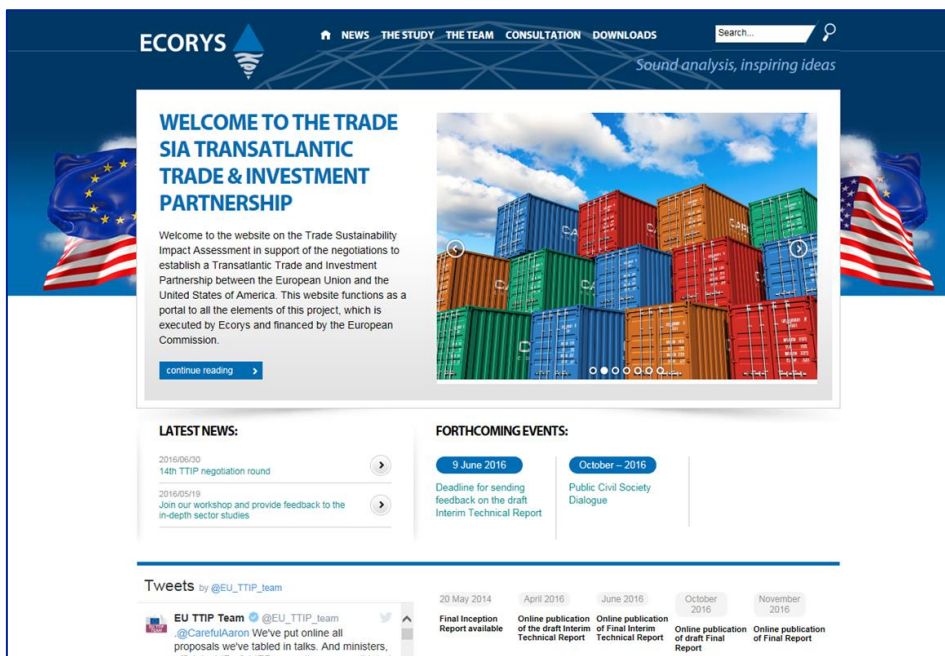 ECORYS
NEWS THE STUDY THE TEAM CONSULTATION DOWNLOADS
Search...
Sound analysis, inspiring ideas
WELCOME TO THE TRADE
SIA TRANSATLANTIC
TRADE & INVESTMENT
PARTNERSHIP
Welcome to the website on the Trade Sustainability
Impact Assessment in support of the negotiations to
establish a Transatlantic Trade and Investment
Partnership between the European Union and the
United States of America. This website functions as a
portal to all the elements of this project, which is
executed by Ecorys and financed by the European
Commission.
continue reading
LATEST NEWS:
2016/06/30
14th TTIP negotiation round
2016/05/19
Join our workshop and provide feedback to the
in-depth sector studies
FORTHCOMING EVENTS:
9 June 2016
Deadline for sending
feedback on the draft
Interim Technical Report
October – 2016
Public Civil Society
Dialogue
Tweets by @EU_TTIP_team
EU TTIP Team @EU_TTIP_team
.@CarefulAaron We've put online all
proposals we've tabled in talks. And ministers,
20 May 2014
Final Inception
Report available
April 2016
Online publication
of the draft Interim
Technical Report
June 2016
Online publication
of Final Interim
Technical Report
October
2016
Online publication
of draft Final
Report
November
2016
Online publication
of Final Report